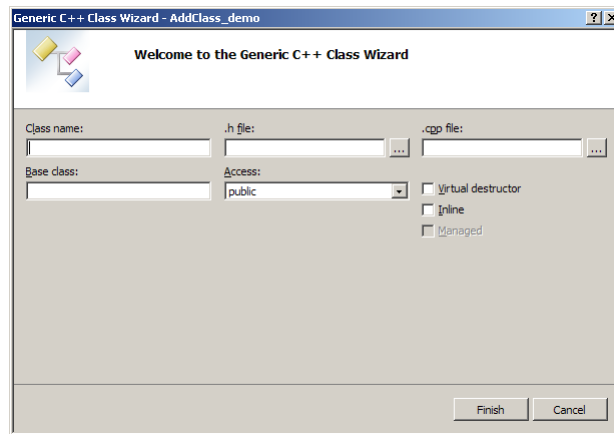 Generic C++ Class Wizard - AddClass_demo
Welcome to the Generic C++ Class Wizard
Class name:
.h file:
.cpp file:
...
...
Base class:
Access:
public
Virtual destructor
Inline
Managed
Finish
Cancel